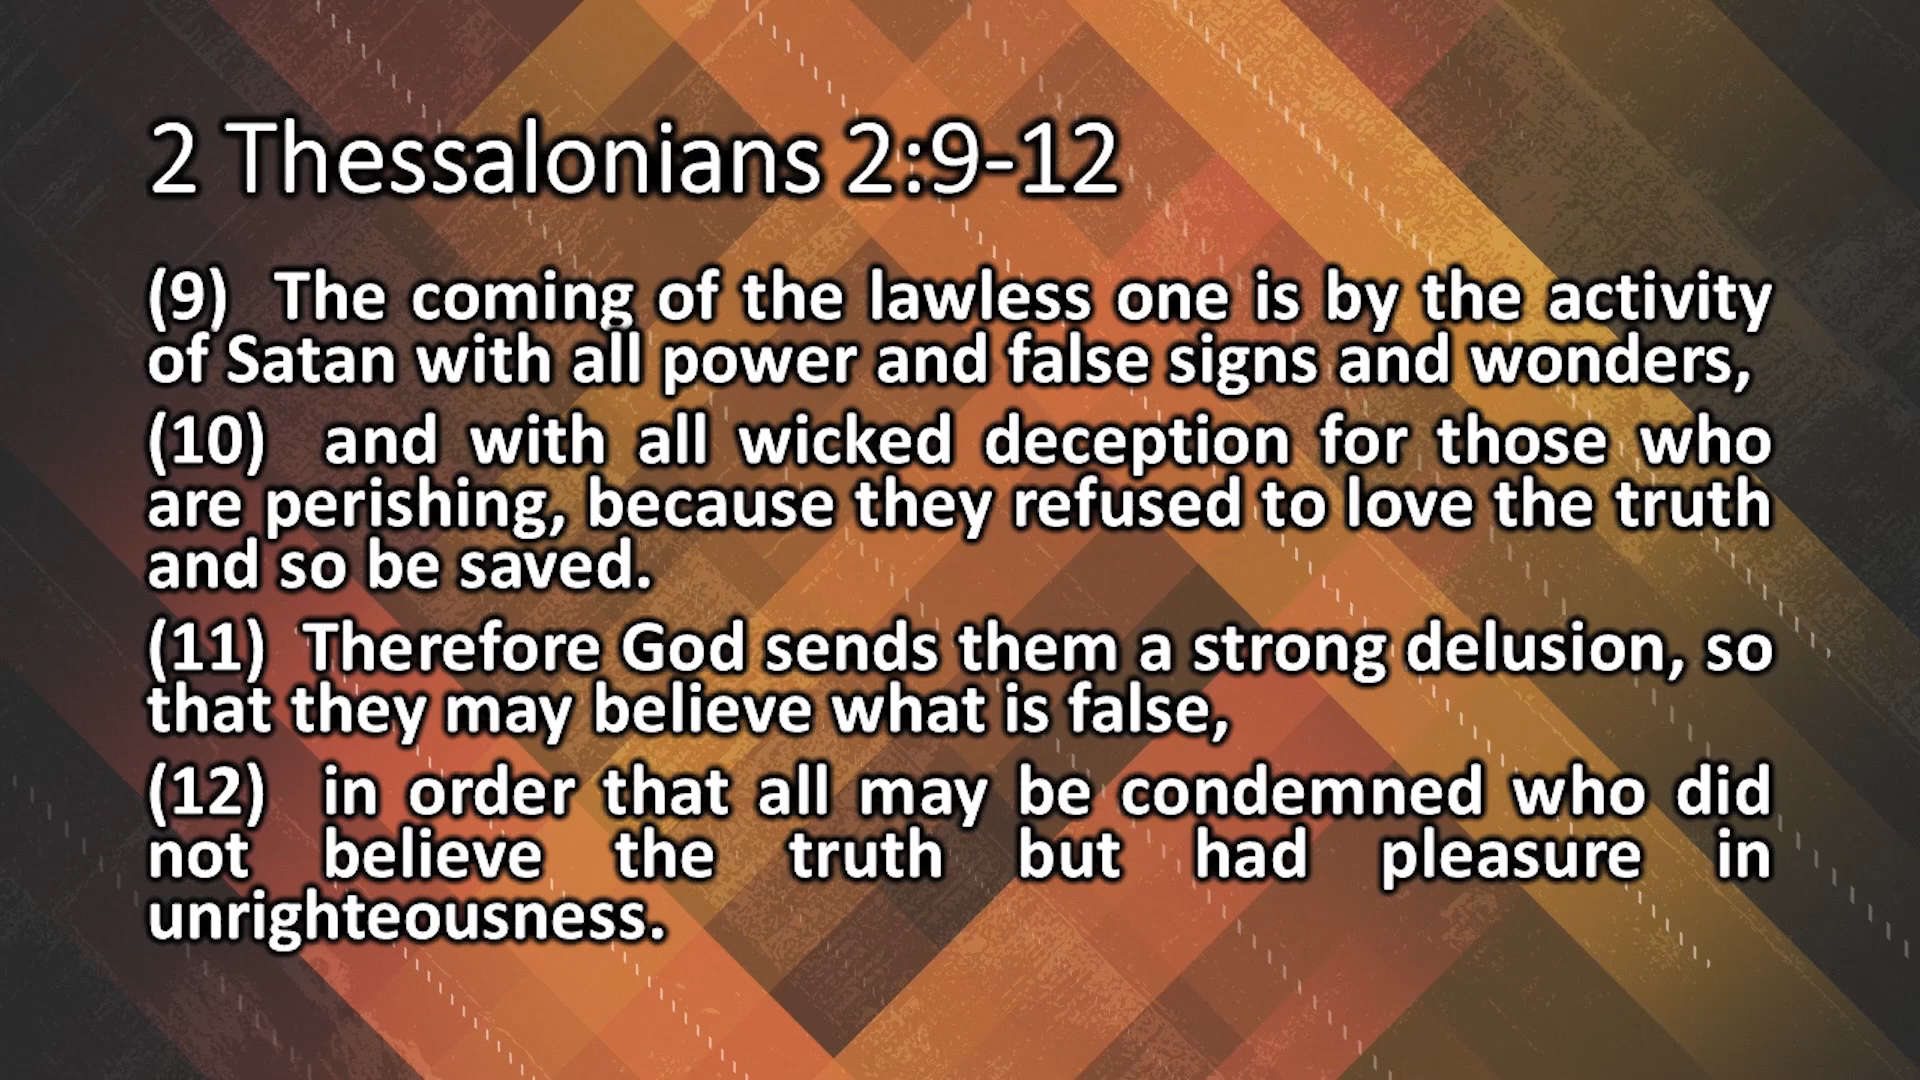 2 Thessalonians 2:9-12
(9) The coming of the lawless one is by the activity
of Satan with all power and false signs and wonders,
(10) and with all wicked deception for those who
are perishing, because they refused to love the truth
and so be saved.
(11) Therefore God sends them a strong delusion, so
that they may believe what is false,
(12) in order that all may be condemned who did
not believe the truth but had pleasure in
unrighteousness.